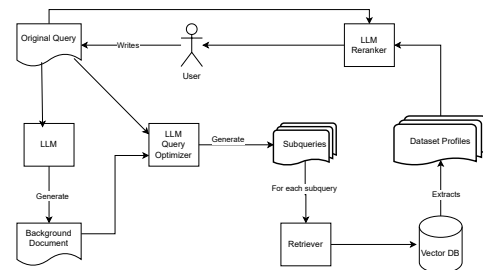 Original Query
Writes
User
LLM
Reranker
LLM
LLM
Query
Optimizer
Generate
Subqueries
Dataset Profiles
Generate
For each subquery
Extracts
Background
Document
Retriever
Vector DB